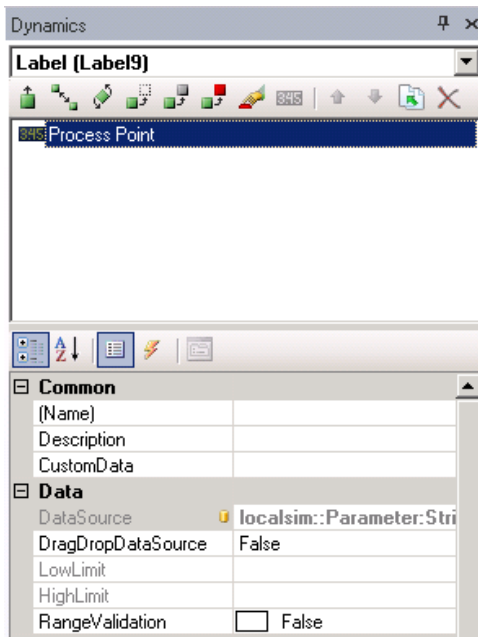 Dynamics
Label (Label9)
345
345 Process Point
A Z
Common
(Name)
Description
CustomData
Data
DataSource localsim::Parameter:Stri
DragDropDataSource False
LowLimit
HighLimit
RangeValidation False